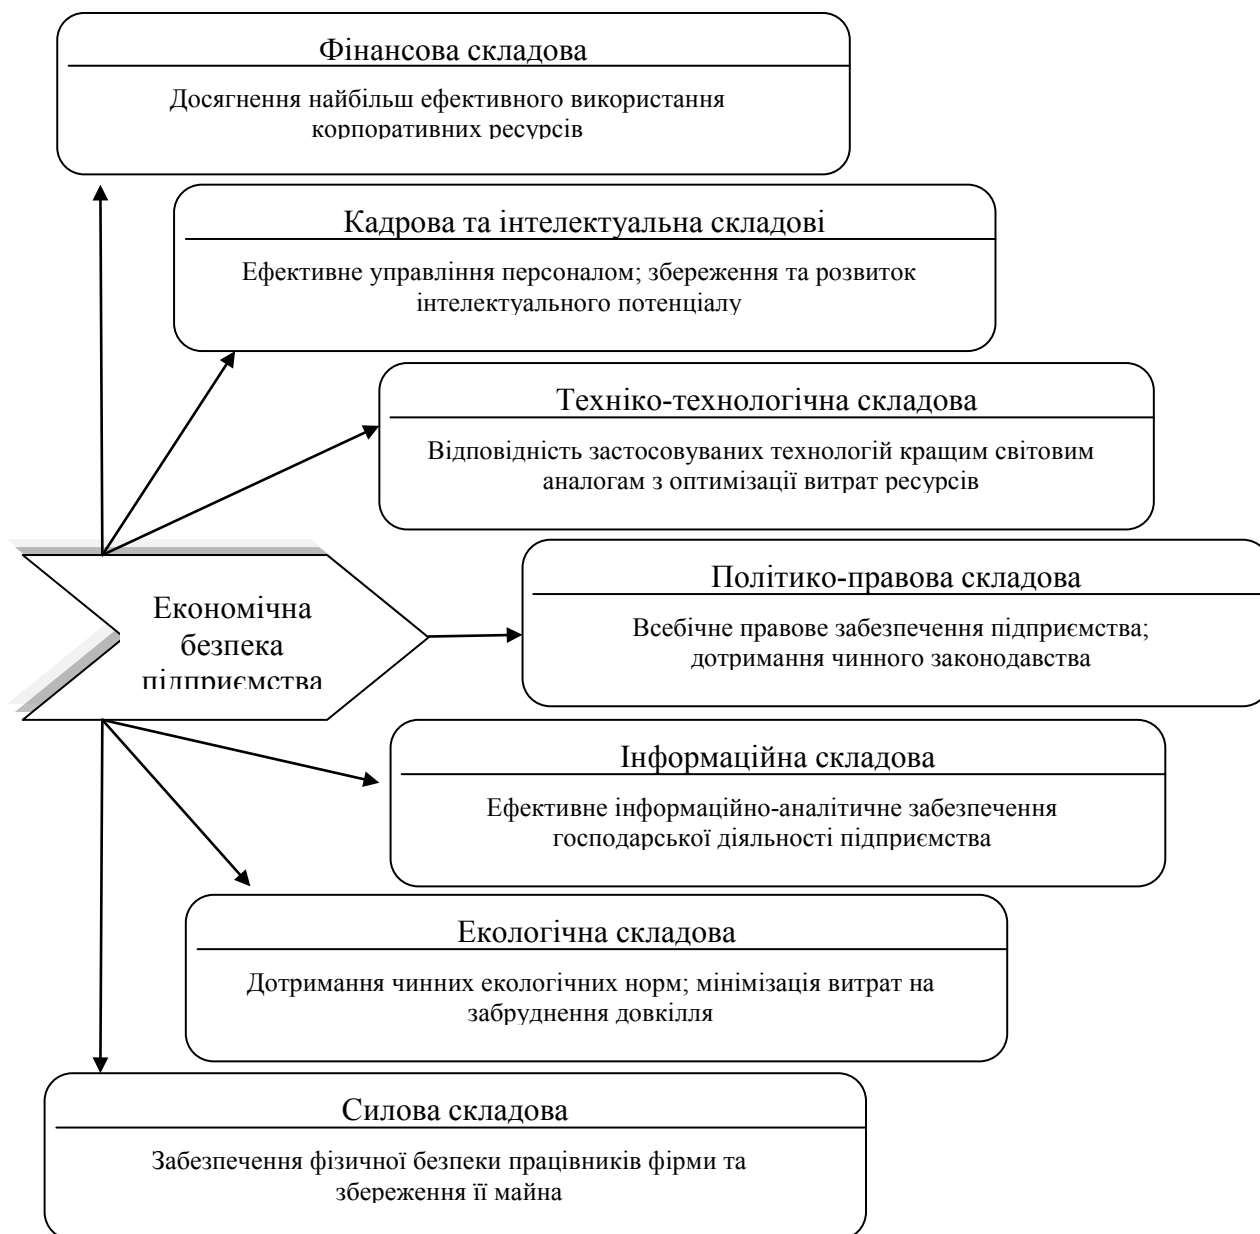 Фінансова складова
Досягнення найбільш ефективного використання
корпоративних ресурсів
Кадрова та інтелектуальна складові
Ефективне управління персоналом; збереження та розвиток
інтелектуального потенціалу
Техніко-технологічна складова
Відповідність застосовуваних технологій кращим світовим
аналогам з оптимізації витрат ресурсів
Політико-правова складова
Всебічне правове забезпечення підприємства;
дотримання чинного законодавства
Економічна
безпека
підприємства
Інформаційна складова
Ефективне інформаційно-аналітичне забезпечення
господарської діяльності підприємства
Екологічна складова
Дотримання чинних екологічних норм; мінімізація витрат на
забруднення довкілля
Силова складова
Забезпечення фізичної безпеки працівників фірми та
збереження її майна